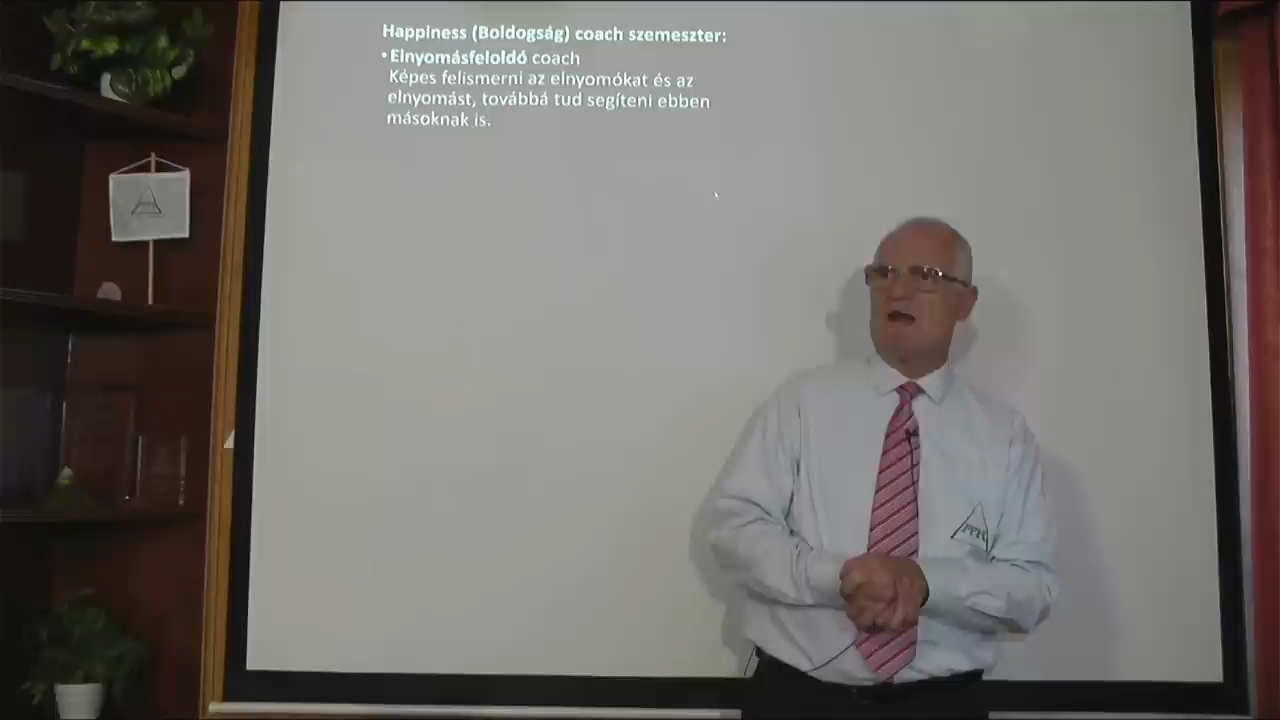 Happiness (Boldogság) coach szemeszter:
• Elnyomásfeloldó coach
Képes felismerni az elnyomókat és az
elnyomást, továbbá tud segíteni ebben
másoknak is.